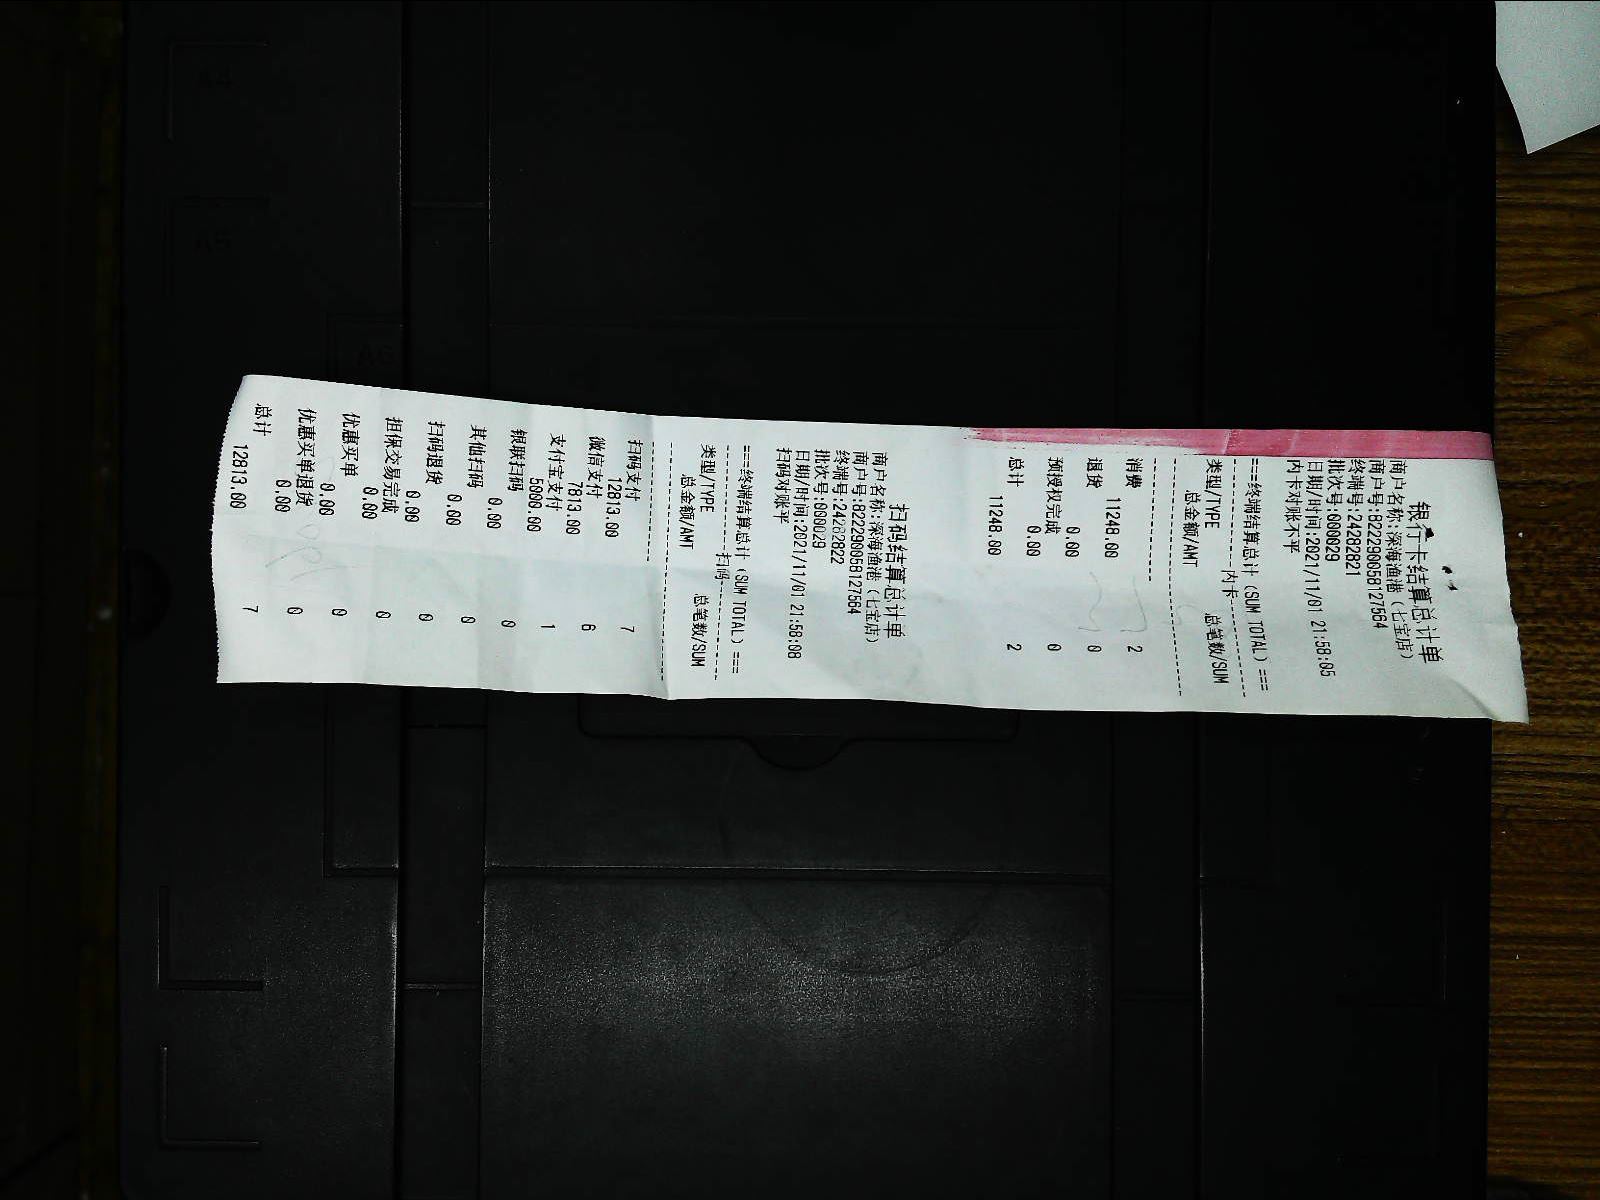 银行卡结算总计单
商户名称:深海渔港(七宝店)
商户号:822290058127564
终端号:24282821
批次号:000029
日期/时间:2021/11/01 21:58:05
内卡对账不平
===终端结算总计(SUM TOTAL)===
----------内卡----------
类型/TYPE 总笔数/SUM
总金额/AMT
消费 2
11248.00
退货 0
0.00
预授权完成 0
0.00
总计 2
11248.00
扫码结算总计单
商户名称:深海渔港(七宝店)
商户号:822290058127564
终端号:24282822
批次号:000029
日期/时间:2021/11/01 21:58:08
扫码对账平
===终端结算总计(SUM TOTAL)===
----------扫码----------
类型/TYPE 总笔数/SUM
总金额/AMT
扫码支付 7
12813.00
微信支付 6
7813.00
支付宝支付 1
5000.00
银联扫码 0
0.00
其他扫码 0
0.00
扫码退货 0
0.00
担保交易完成 0
0.00
优惠买单 0
0.00
优惠买单退货 0
0.00
总计 7
12813.00
A4
A5
A6